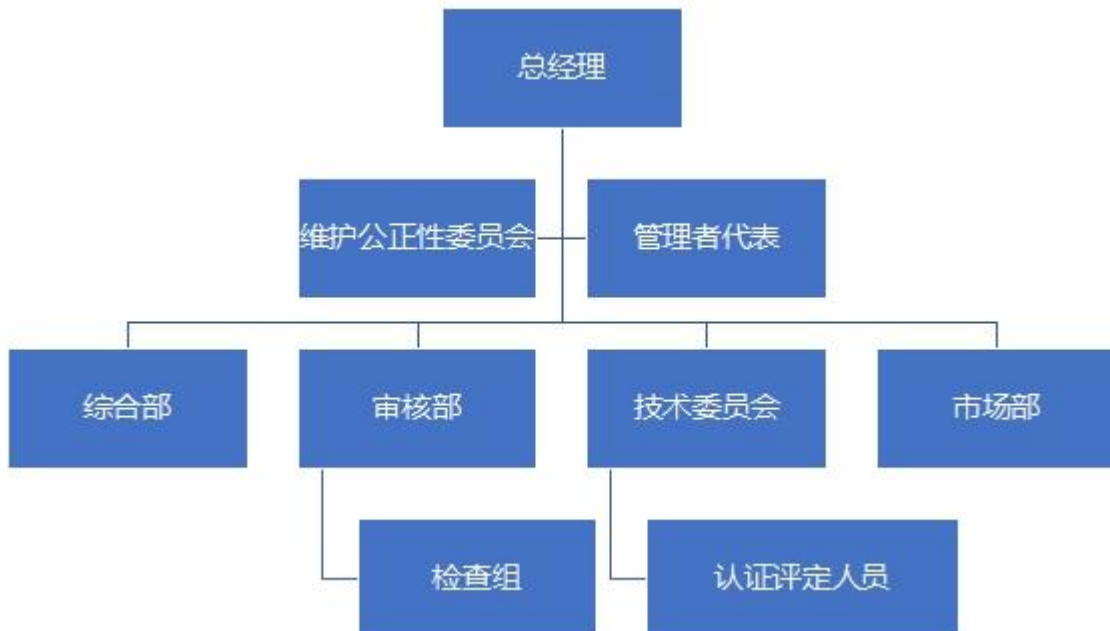 总经理
维护公正性委员会
管理者代表
综合部
审核部
技术委员会
市场部
检查组
认证评定人员